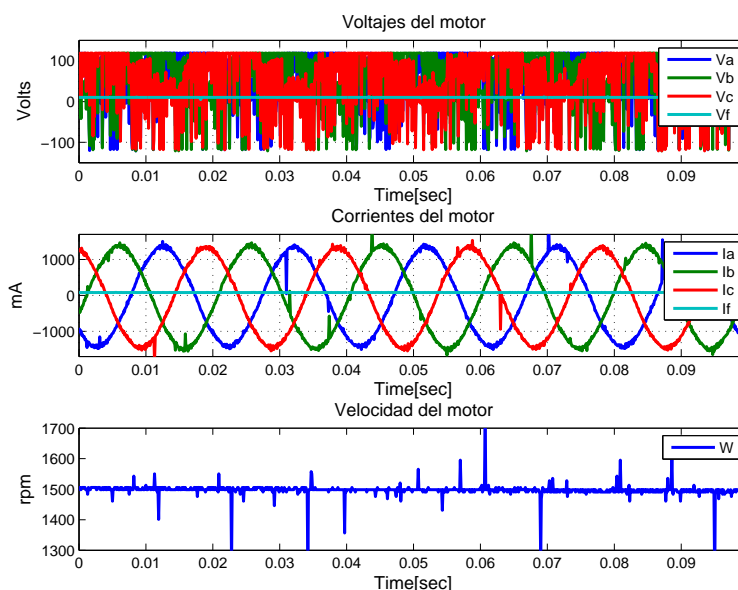 Voltajes del motor
Volts
100
0
−100
Va
Vb
Vc
Vf
0 0.01 0.02 0.03 0.04 0.05 0.06 0.07 0.08 0.09
Time[sec]
Corrientes del motor
mA
1000
0
−1000
Ia
Ib
Ic
If
0 0.01 0.02 0.03 0.04 0.05 0.06 0.07 0.08 0.09
Time[sec]
Velocidad del motor
rpm
1700
1600
1500
1400
1300
W
0 0.01 0.02 0.03 0.04 0.05 0.06 0.07 0.08 0.09
Time[sec]